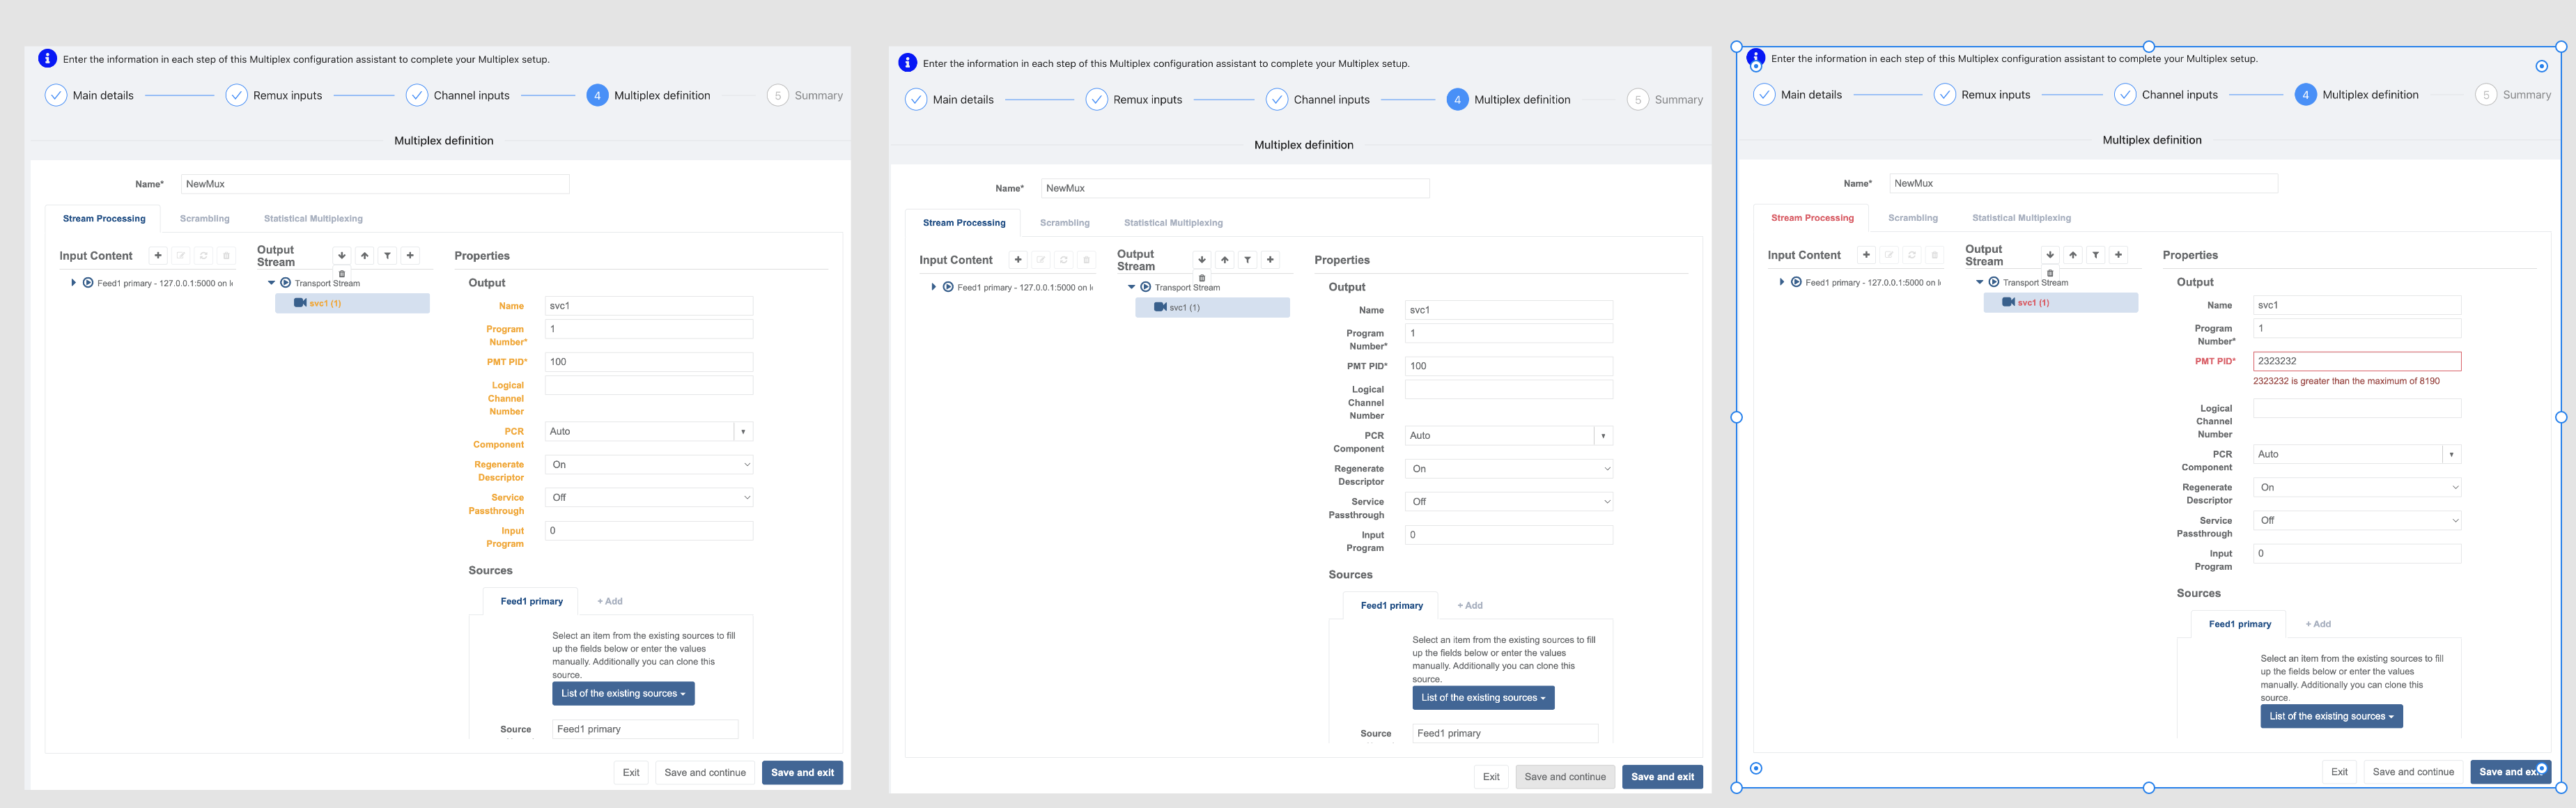 Enter the information in each step of this Multiplex configuration assistant to complete your Multiplex setup.
Main details
Remux inputs
Channel inputs
4 Multiplex definition
5 Summary
Multiplex definition
Name* NewMux
Stream Processing
Scrambling
Statistical Multiplexing
Input Content
Output
Stream
Properties
Feed1 primary - 127.0.0.1:5000 on
Transport Stream
svc1 (1)
Output
Name svc1
Program
Number*
1
PMT PID* 100
Logical
Channel
Number
PCR
Component
Auto
Regenerate
Descriptor
On
Service
Passthrough
Off
Input
Program
0
Sources
Feed1 primary
+ Add
Select an item from the existing sources to fill
up the fields below or enter the values
manually. Additionally you can clone this
source.
List of the existing sources
Source Feed1 primary
Exit
Save and continue
Save and exit
Enter the information in each step of this Multiplex configuration assistant to complete your Multiplex setup.
Main details
Remux inputs
Channel inputs
4 Multiplex definition
5 Summary
Multiplex definition
Name* NewMux
Stream Processing
Scrambling
Statistical Multiplexing
Input Content
Output
Stream
Properties
Feed1 primary - 127.0.0.1:5000 on
Transport Stream
svc1 (1)
Output
Name svc1
Program
Number*
1
PMT PID* 100
Logical
Channel
Number
PCR
Component
Auto
Regenerate
Descriptor
On
Service
Passthrough
Off
Input
Program
0
Sources
Feed1 primary
+ Add
Select an item from the existing sources to fill
up the fields below or enter the values
manually. Additionally you can clone this
source.
List of the existing sources
Source Feed1 primary
Exit
Save and continue
Save and exit
Enter the information in each step of this Multiplex configuration assistant to complete your Multiplex setup.
Main details
Remux inputs
Channel inputs
4 Multiplex definition
5 Summary
Multiplex definition
Name* NewMux
Stream Processing
Scrambling
Statistical Multiplexing
Input Content
Output
Stream
Properties
Feed1 primary - 127.0.0.1:5000 on
Transport Stream
svc1 (1)
Output
Name svc1
Program
Number*
1
PMT PID* 2323232
2323232 is greater than the maximum of 8190
Logical
Channel
Number
PCR
Component
Auto
Regenerate
Descriptor
On
Service
Passthrough
Off
Input
Program
0
Sources
Feed1 primary
+ Add
Select an item from the existing sources to fill
up the fields below or enter the values
manually. Additionally you can clone this
source.
List of the existing sources
Exit
Save and continue
Save and